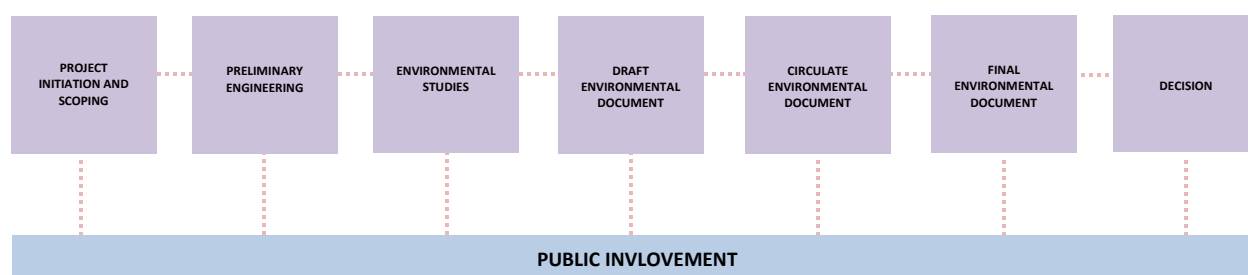 PROJECT
INITIATION AND
SCOPING
PRELIMINARY
ENGINEERING
ENVIRONMENTAL
STUDIES
DRAFT
ENVIRONMENTAL
DOCUMENT
CIRCULATE
ENVIRONMENTAL
DOCUMENT
FINAL
ENVIRONMENTAL
DOCUMENT
DECISION
PUBLIC INVLOVEMENT